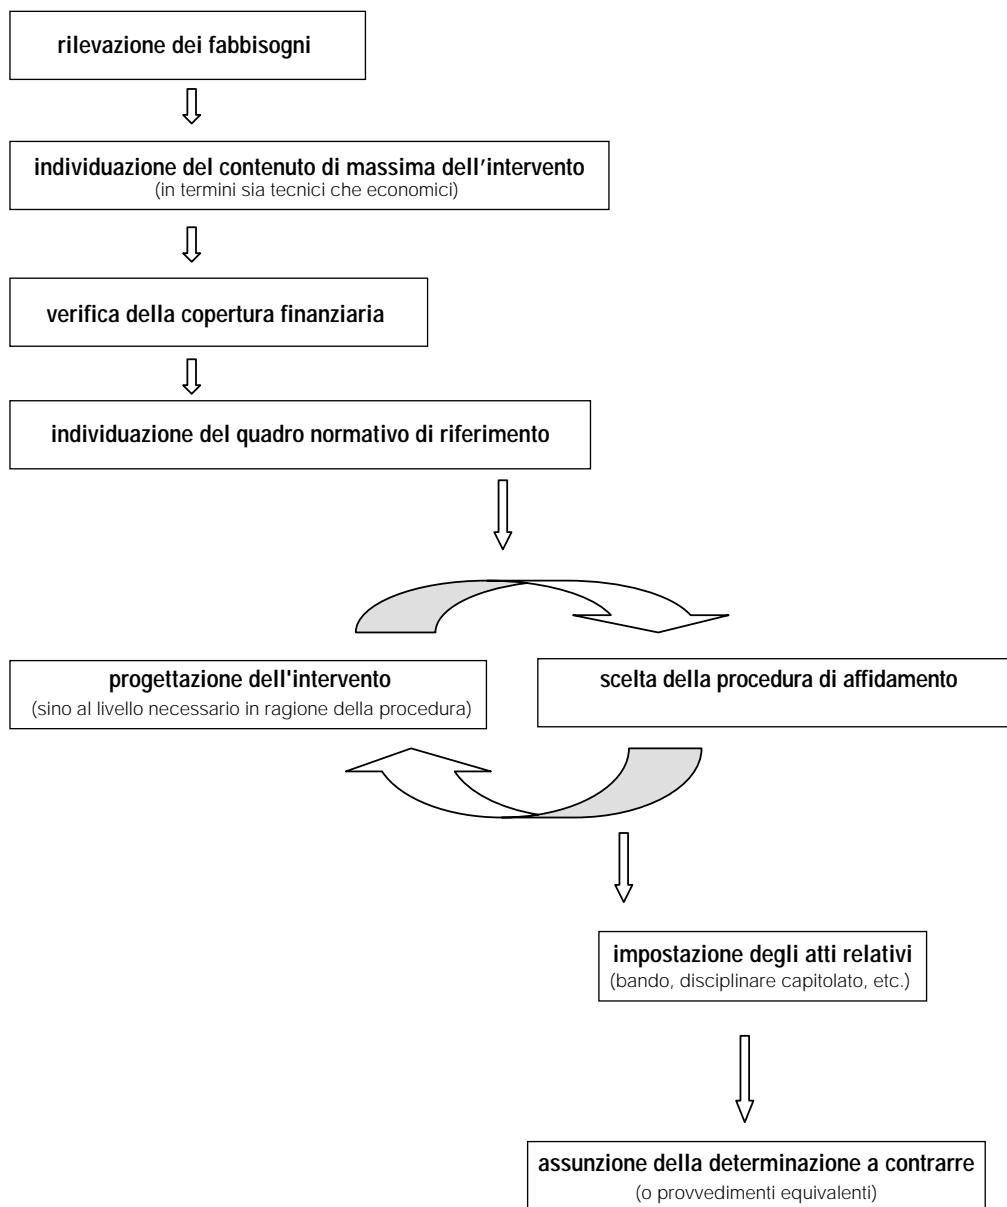 rilevazione dei fabbisogni
individuazione del contenuto di massima dell'intervento
(in termini sia tecnici che economici)
verifica della copertura finanziaria
individuazione del quadro normativo di riferimento
progettazione dell'intervento
(sino al livello necessario in ragione della procedura)
scelta della procedura di affidamento
impostazione degli atti relativi
(bando, disciplinare capitolato, etc.)
assunzione della determinazione a contrarre
(o provvedimenti equivalenti)